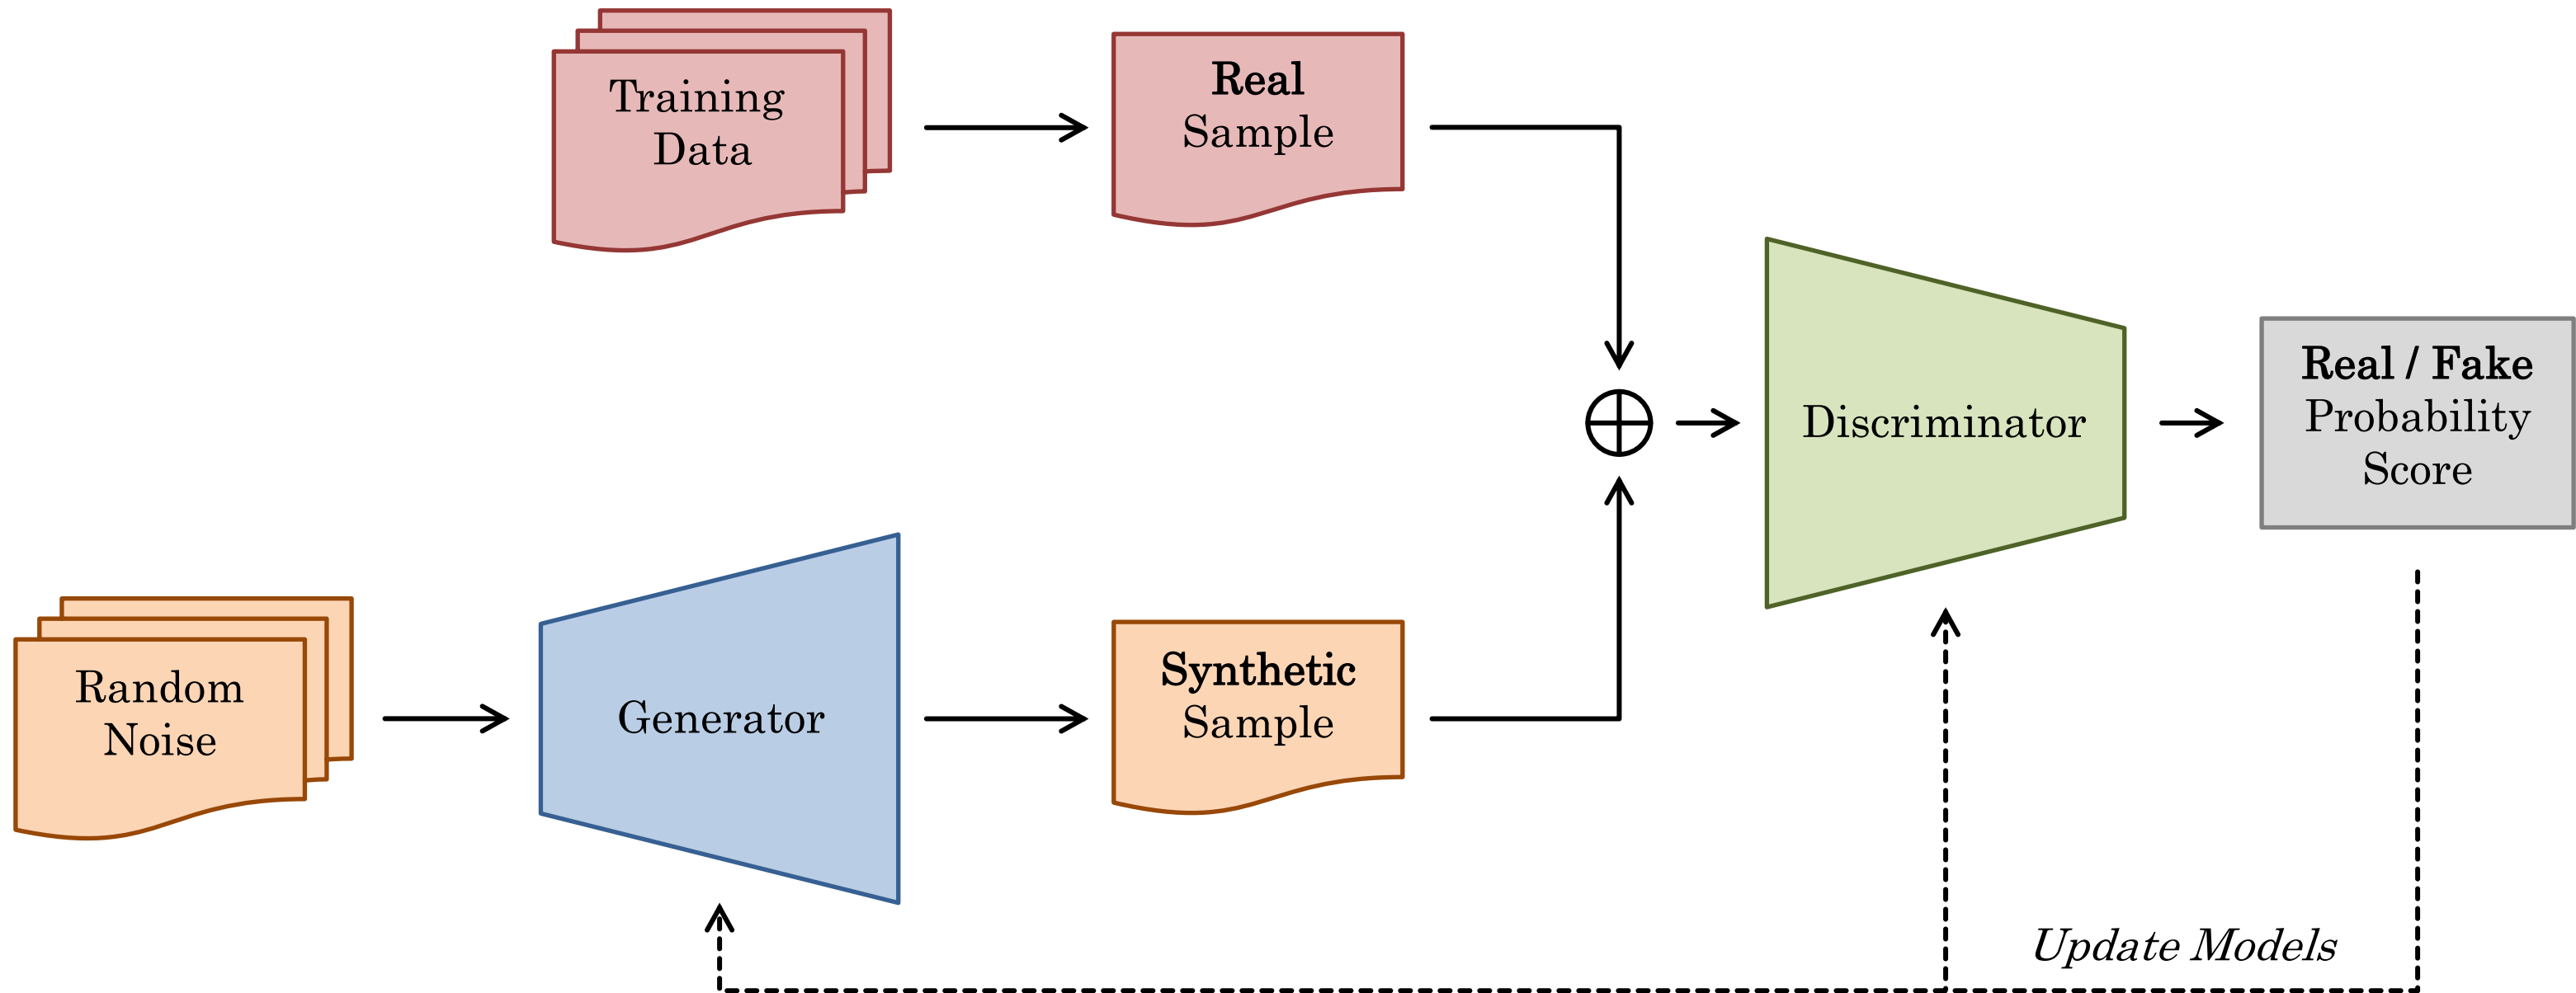 Training
Data
Real
Sample
Real / Fake
Probability
Score
Discriminator
Random
Noise
Generator
Synthetic
Sample
Update Models